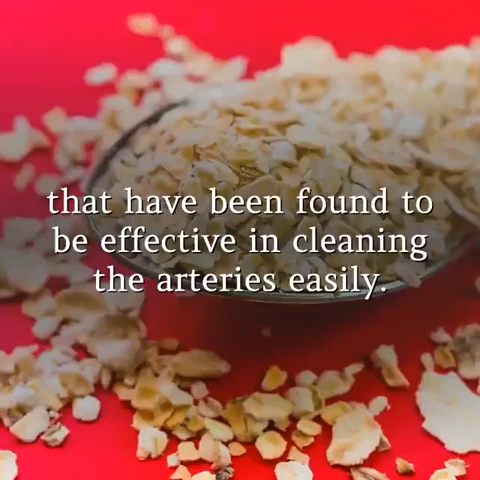 that have been found to
be effective in cleaning
the arteries easily.